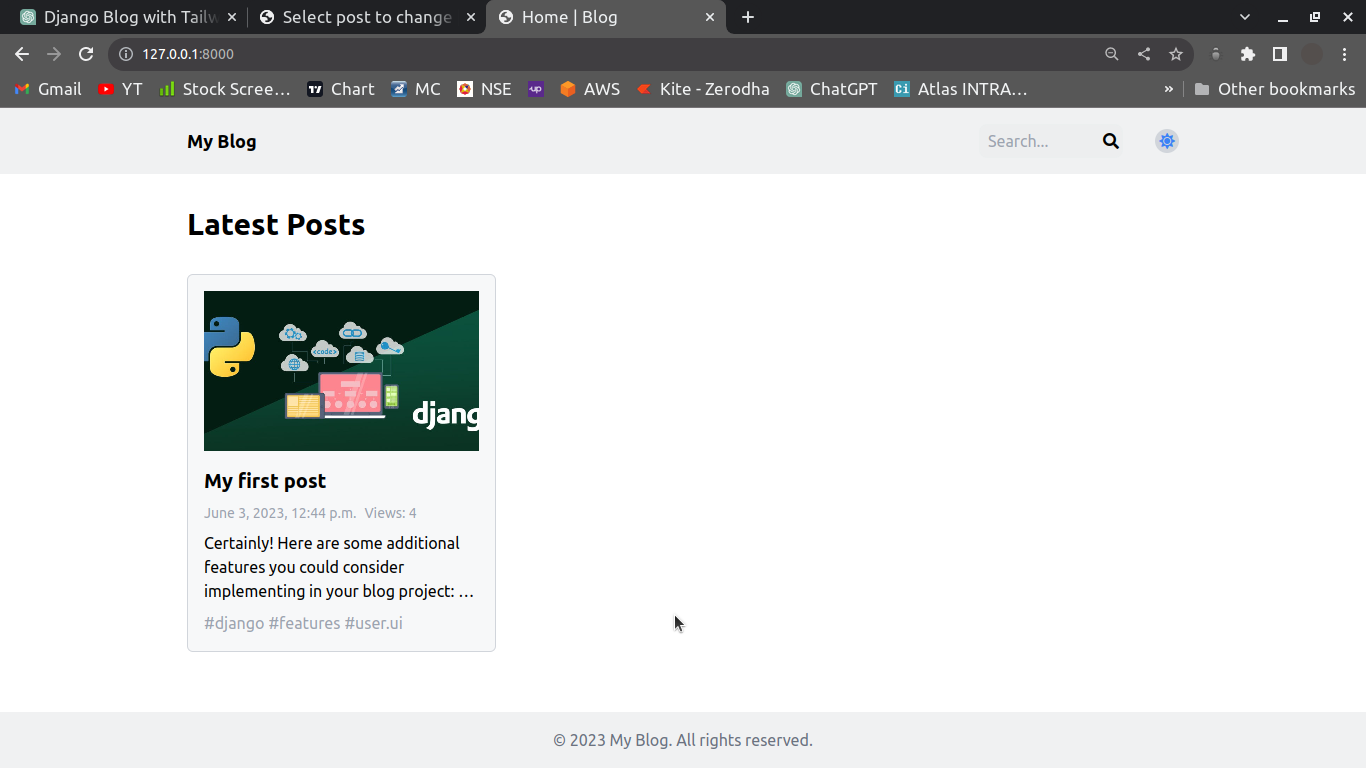 Django Blog with Tailw
Select post to change
Home | Blog
127.0.0.1:8000
Gmail
YT
Stock Scree…
Chart
MC
NSE
up
AWS
Kite - Zerodha
ChatGPT
Ci
Atlas INTRA…
»
Other bookmarks
My Blog
Search...
Latest Posts
<code>
djang
My first post
June 3, 2023, 12:44 p.m. Views: 4
Certainly! Here are some additional
features you could consider
implementing in your blog project: …
#django #features #user.ui
© 2023 My Blog. All rights reserved.